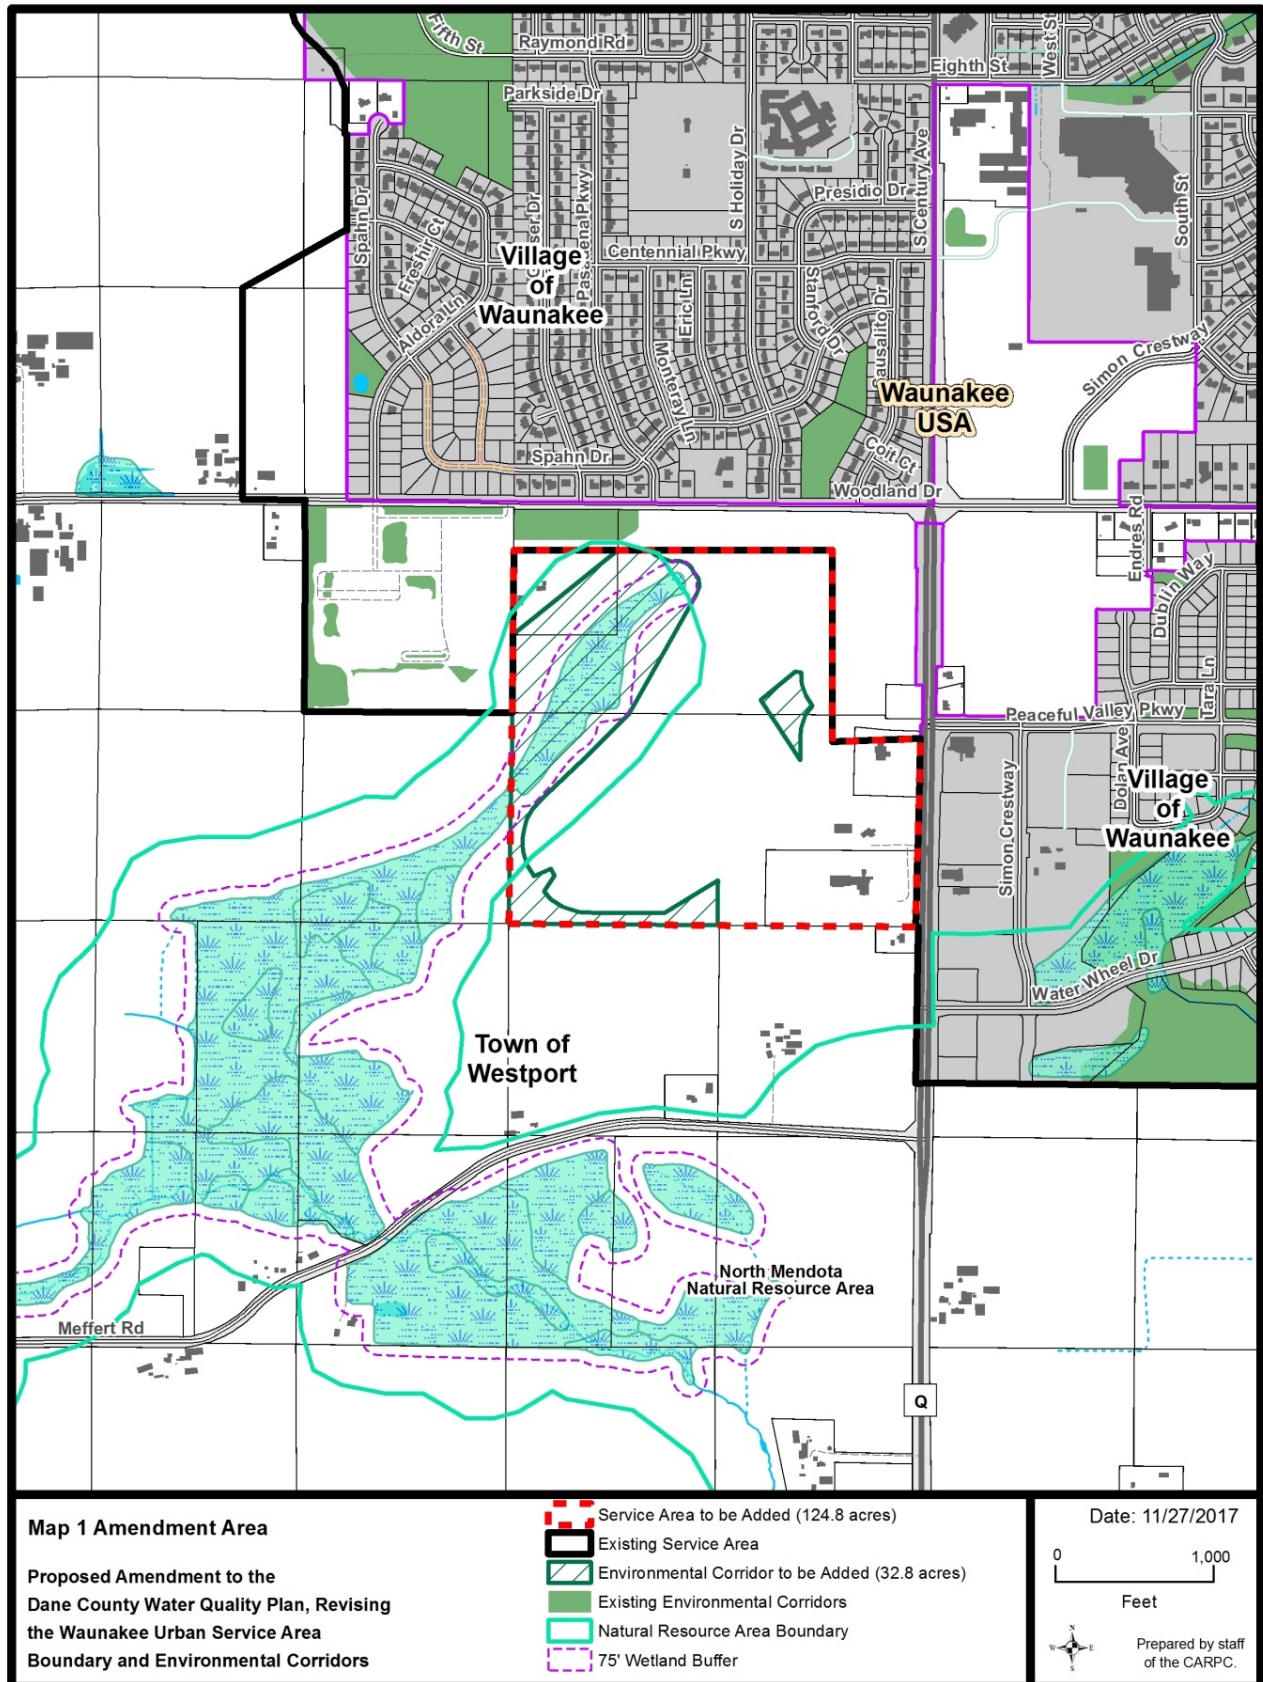 Fifth St
Raymond Rd
West St
Eighth St
Parkside Dr
S Holiday Dr
S Century Ave
Presidio Dr
South St
Spahn Dr
Freshir Ct
Village
of
Waunakee
Centennial Pkwy
Aldora Ln
Eric Ln
Stanford Dr
Monteray Ln
Simon Crestway
Waunakee
USA
Spahn Dr
Coit Ct
Woodland Dr
Endres Rd
Dublin Way
Tara Ln
Peaceful Valley Pkwy
Dolan Ave
Simon Crestway
Village
of
Waunakee
Water Wheel Dr
Town of
Westport
North Mendota
Natural Resource Area
Meffert Rd
Q
Map 1 Amendment Area
Proposed Amendment to the
Dane County Water Quality Plan, Revising
the Waunakee Urban Service Area
Boundary and Environmental Corridors
Service Area to be Added (124.8 acres)
Existing Service Area
Environmental Corridor to be Added (32.8 acres)
Existing Environmental Corridors
Natural Resource Area Boundary
75' Wetland Buffer
Date: 11/27/2017
0 1,000
Feet
N
W E
S
Prepared by staff
of the CARPC.